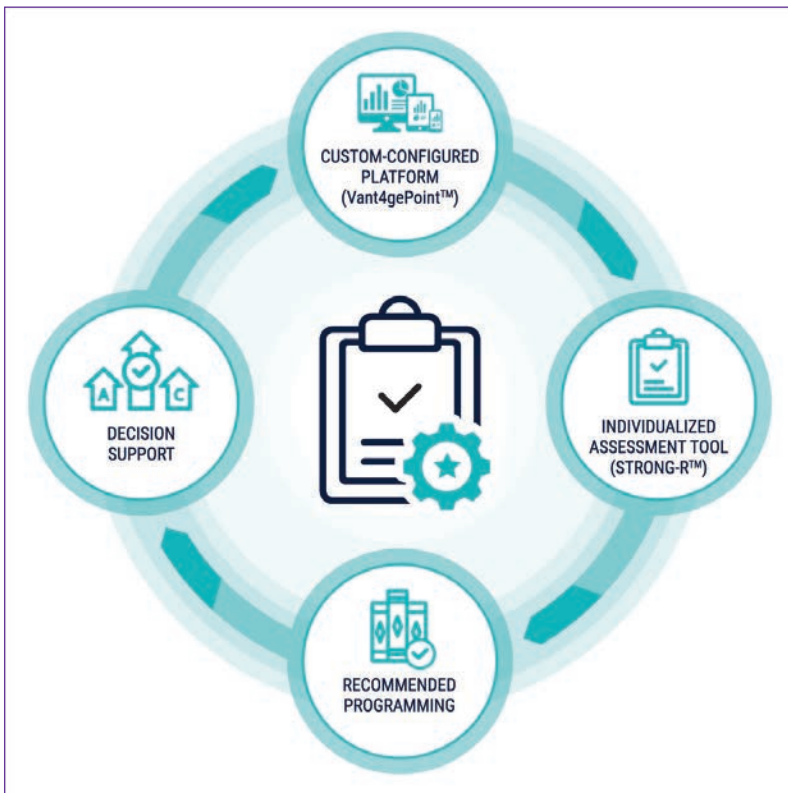 CUSTOM-CONFIGURED
PLATFORM
(Vant4gePoint™)
INDIVIDUALIZED
ASSESSMENT TOOL
(STRONG-R™)
RECOMMENDED
PROGRAMMING
A C
DECISION
SUPPORT